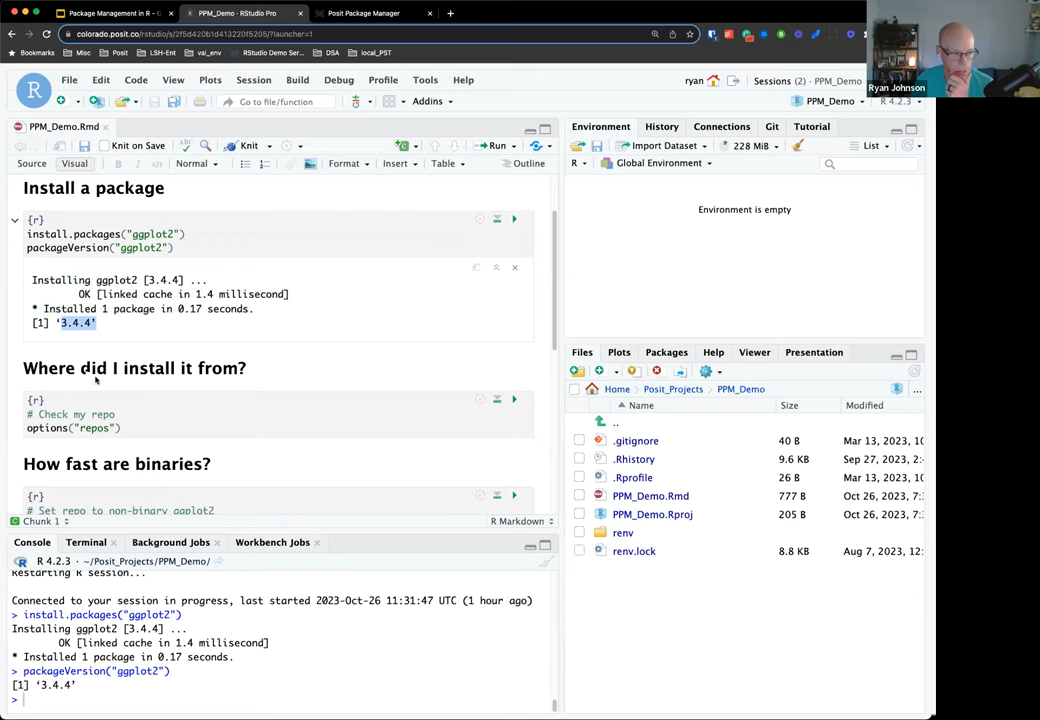 Package Management in R - G
PPM_Demo - RStudio Pro
Posit Package Manager
colorado.posit.co/rstudio/s/2f5d420b1d413220f5205/?launcher=1
Bookmarks
Misc
Posit
LSH-Ent
val_env
RStudio Demo Ser...
DSA
local_PST
Ryan Johnson
R
File
Edit
Code
View
Plots
Session
Build
Debug
Profile
Tools
Help
ryan
Sessions (2)
PPM_Demo
Go to file/function
Addins
PPM_Demo
R 4.2.3
PPM_Demo.Rmd
Knit on Save
Knit
Run
Source
Visual
B
I
Normal
Format
Insert
Table
Outline
Install a package
{r}
install.packages("ggplot2")
packageVersion("ggplot2")
Installing ggplot2 [3.4.4] ...
OK [linked cache in 1.4 millisecond]
* Installed 1 package in 0.17 seconds.
[1] ‘3.4.4’
Where did I install it from?
{r}
# Check my repo
options("repos")
How fast are binaries?
{r}
# Set repo to non-binary ggplot2
Chunk 1
R Markdown
Console
Terminal
Background Jobs
Workbench Jobs
R 4.2.3 · ~/Posit_Projects/PPM_Demo/
Restarting R session...
Connected to your session in progress, last started 2023-Oct-26 11:31:47 UTC (1 hour ago)
> install.packages("ggplot2")
Installing ggplot2 [3.4.4] ...
OK [linked cache in 1.4 millisecond]
* Installed 1 package in 0.17 seconds.
> packageVersion("ggplot2")
[1] ‘3.4.4’
>
Environment
History
Connections
Git
Tutorial
Import Dataset
228 MiB
List
R
Global Environment
Environment is empty
Files
Plots
Packages
Help
Viewer
Presentation
Home
Posit_Projects
PPM_Demo
...
Name
Size
Modified
..
.gitignore
40 B
Mar 13, 2023, 10
.Rhistory
9.6 KB
Sep 27, 2023, 2:
.Rprofile
26 B
Mar 13, 2023, 10
PPM_Demo.Rmd
777 B
Oct 26, 2023, 7:
PPM_Demo.Rproj
205 B
Oct 26, 2023, 7:
renv
renv.lock
8.8 KB
Aug 7, 2023, 12: